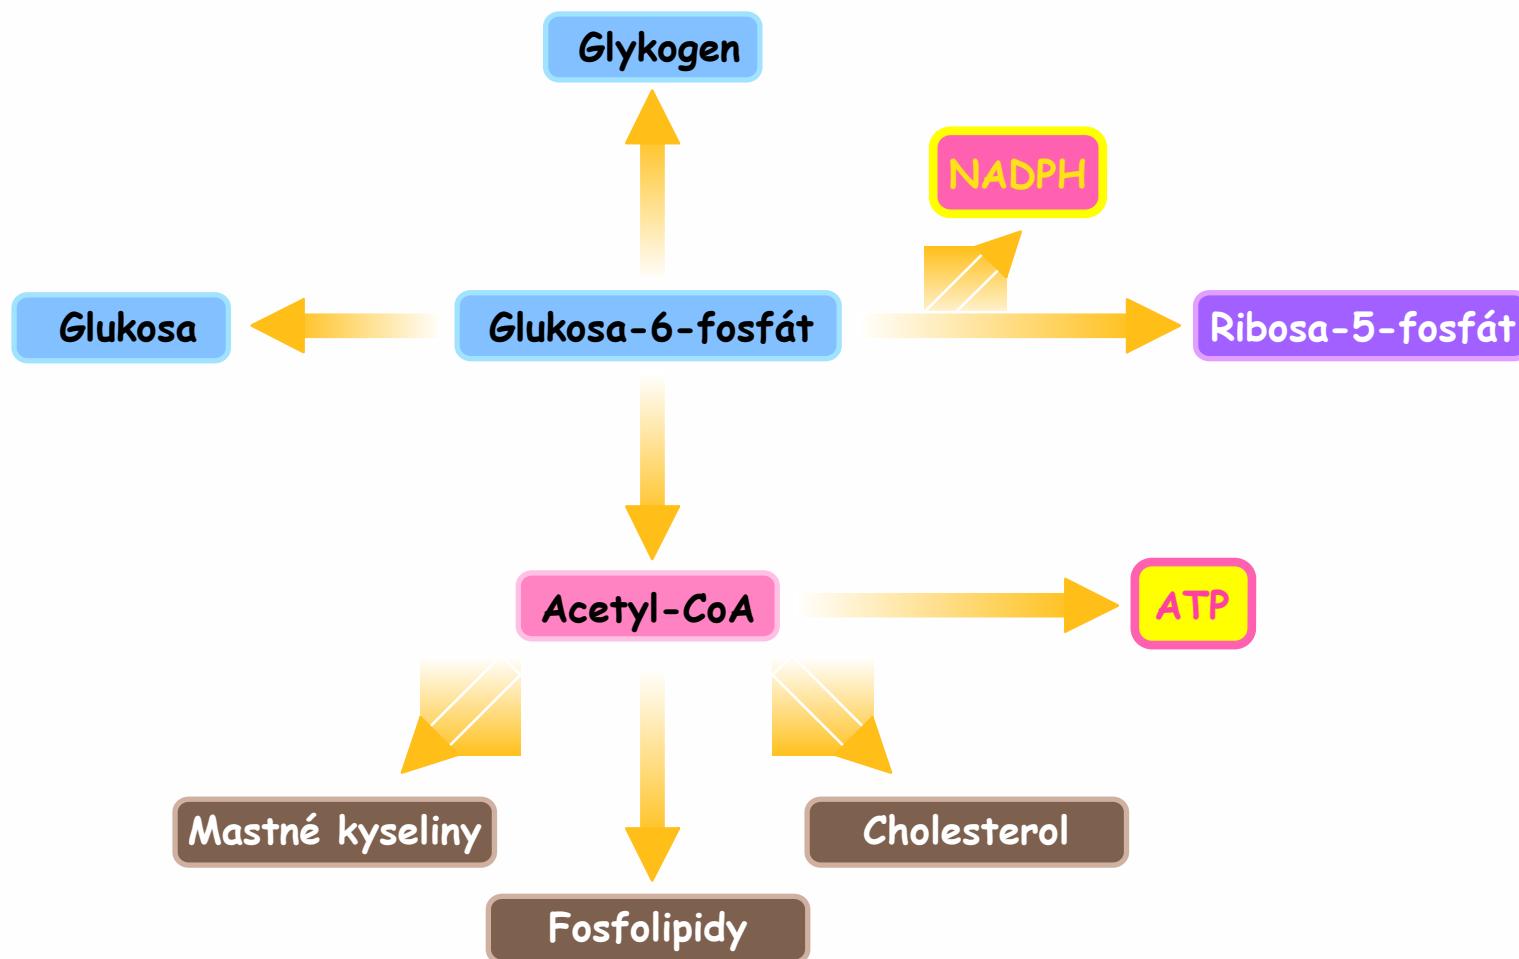 Glykogen
NADPH
Glukosa
Glukosa-6-fosfát
Ribosa-5-fosfát
Acetyl-CoA
ATP
Mastné kyseliny
Cholesterol
Fosfolipidy